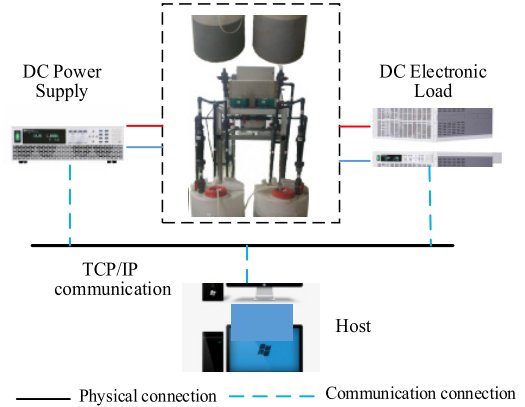 DC Power
Supply
DC Electronic
Load
TCP/IP
communication
Host
Physical connection
Communication connection